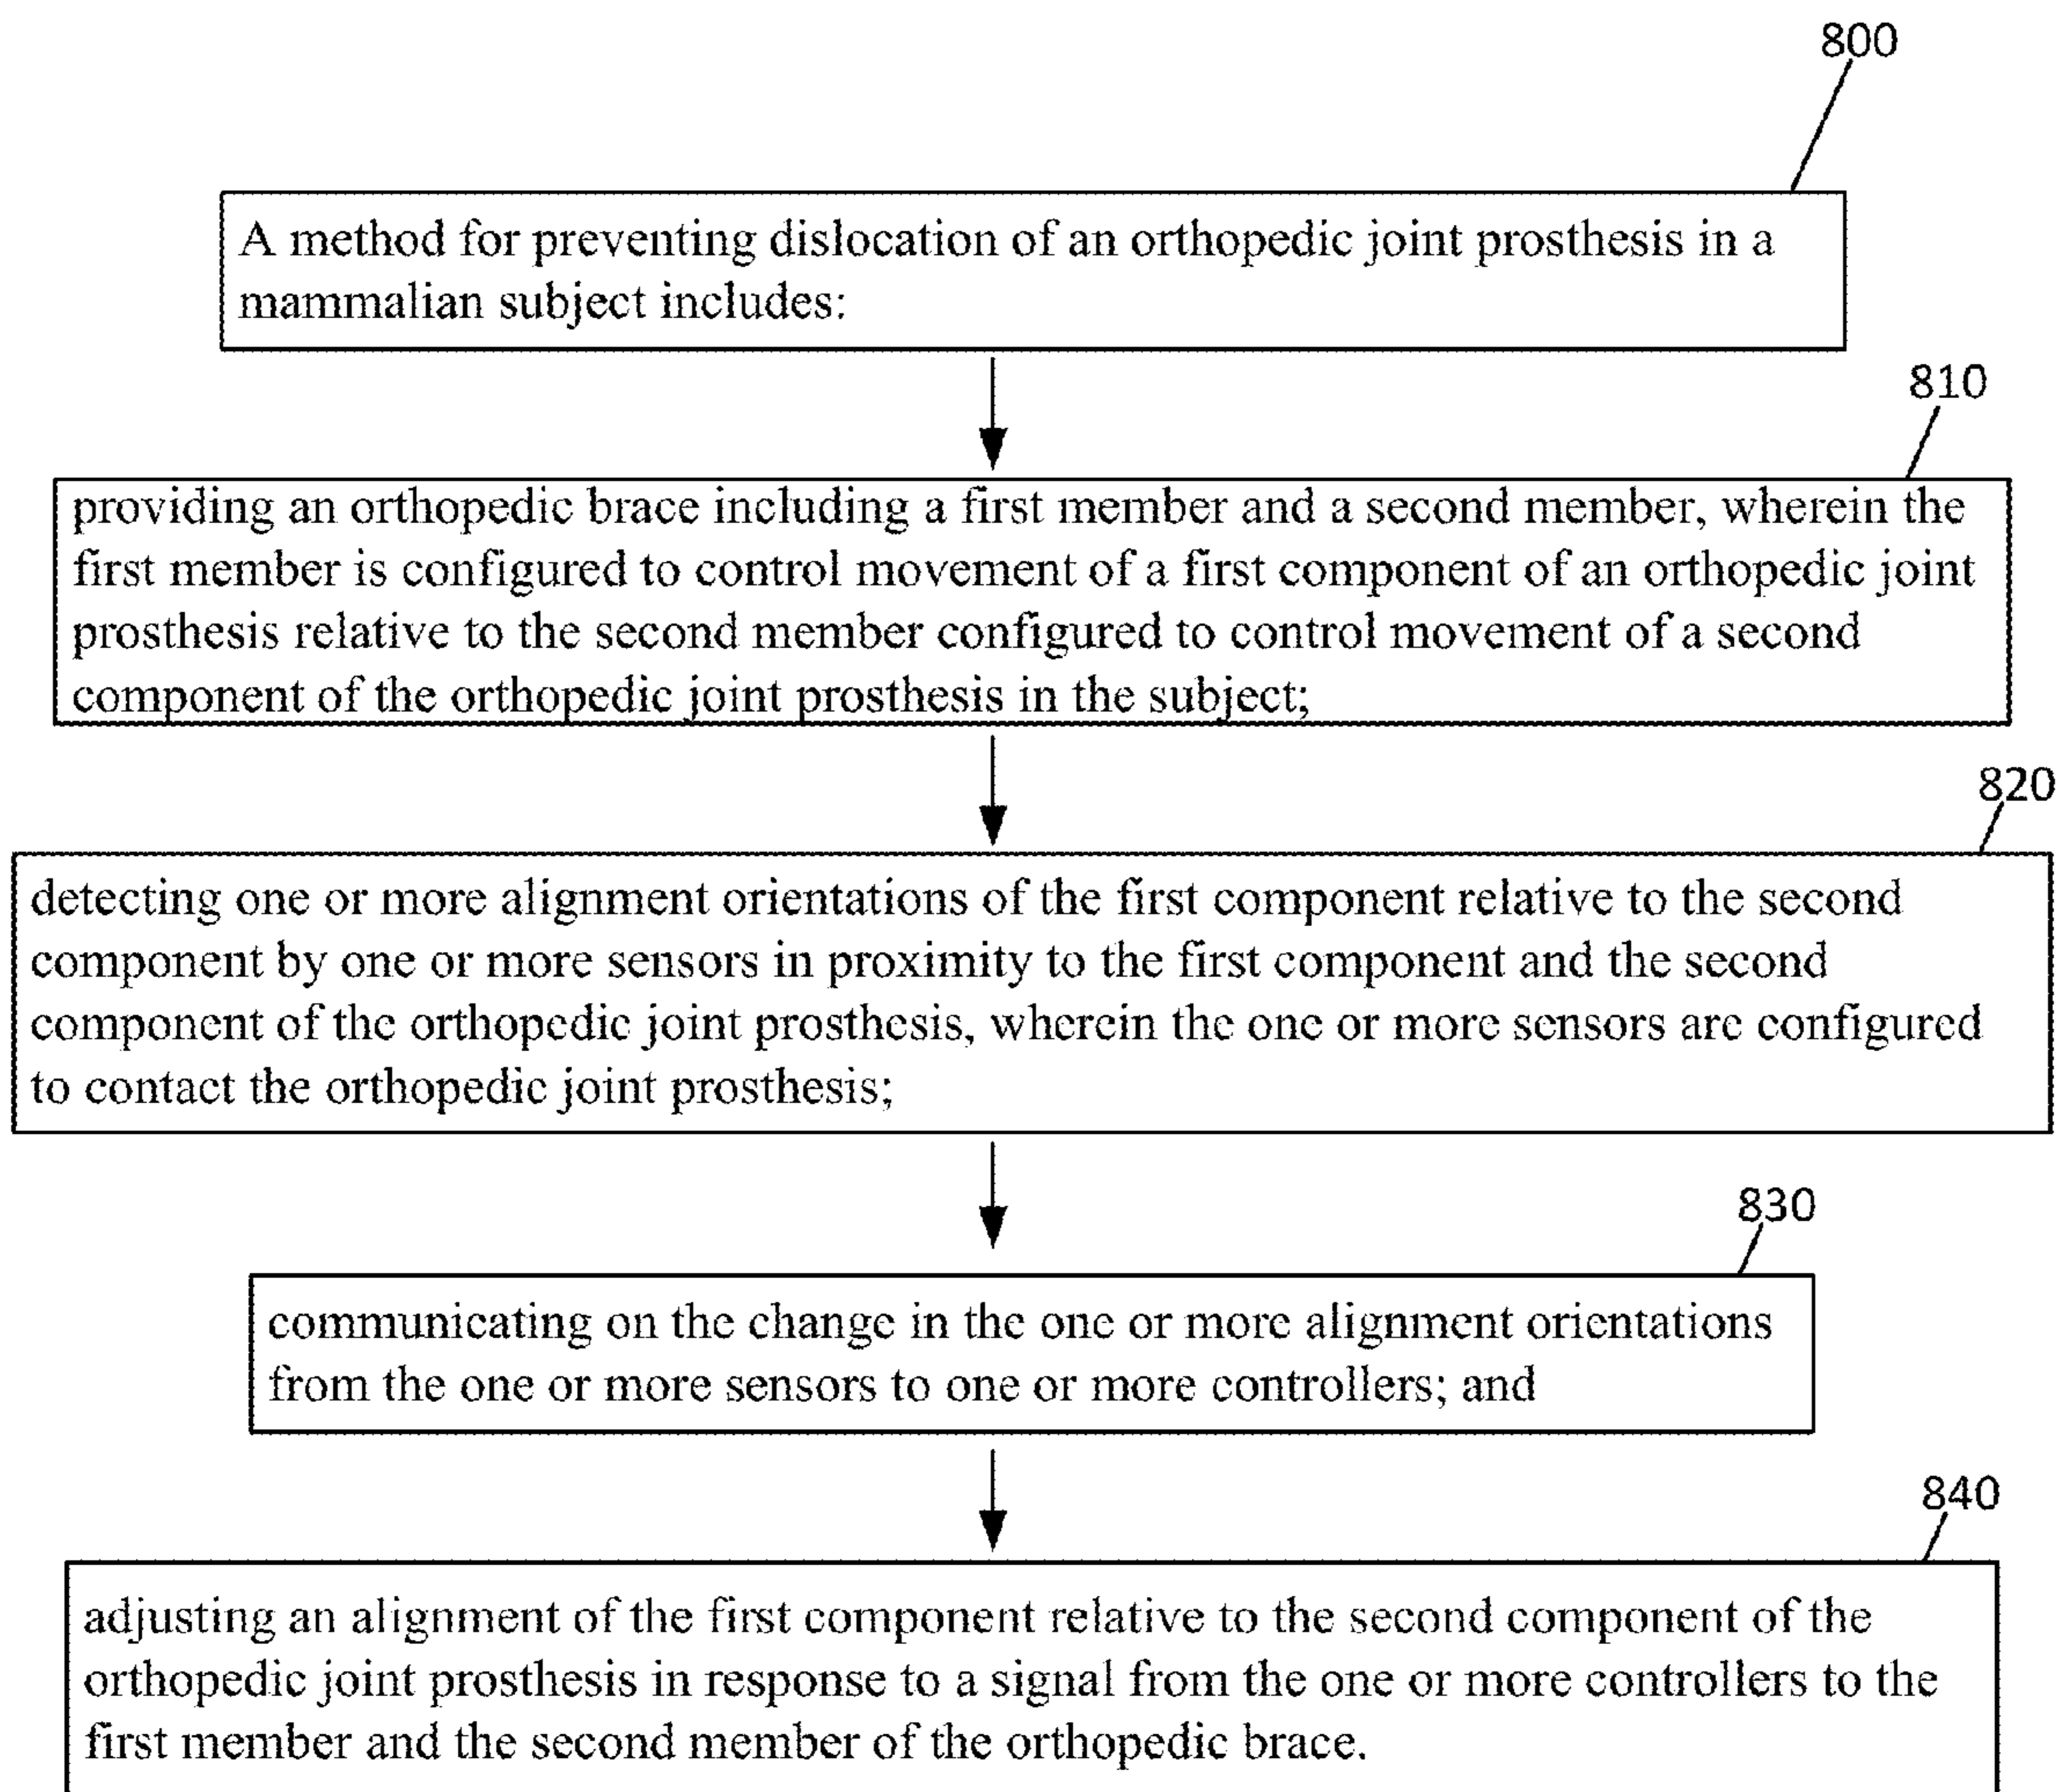 800
A method for preventing dislocation of an orthopedic joint prosthesis in a
mammalian subject includes:
810
providing an orthopedic brace including a first member and a second member, wherein the
first member is configured to control movement of a first component of an orthopedic joint
prosthesis relative to the second member configured to control movement of a second
component of the orthopedic joint prosthesis in the subject;
820
detecting one or more alignment orientations of the first component relative to the second
component by one or more sensors in proximity to the first component and the second
component of the orthopedic joint prosthesis, wherein the one or more sensors are configured
to contact the orthopedic joint prosthesis;
830
communicating on the change in the one or more alignment orientations
from the one or more sensors to one or more controllers; and
840
adjusting an alignment of the first component relative to the second component of the
orthopedic joint prosthesis in response to a signal from the one or more controllers to the
first member and the second member of the orthopedic brace.